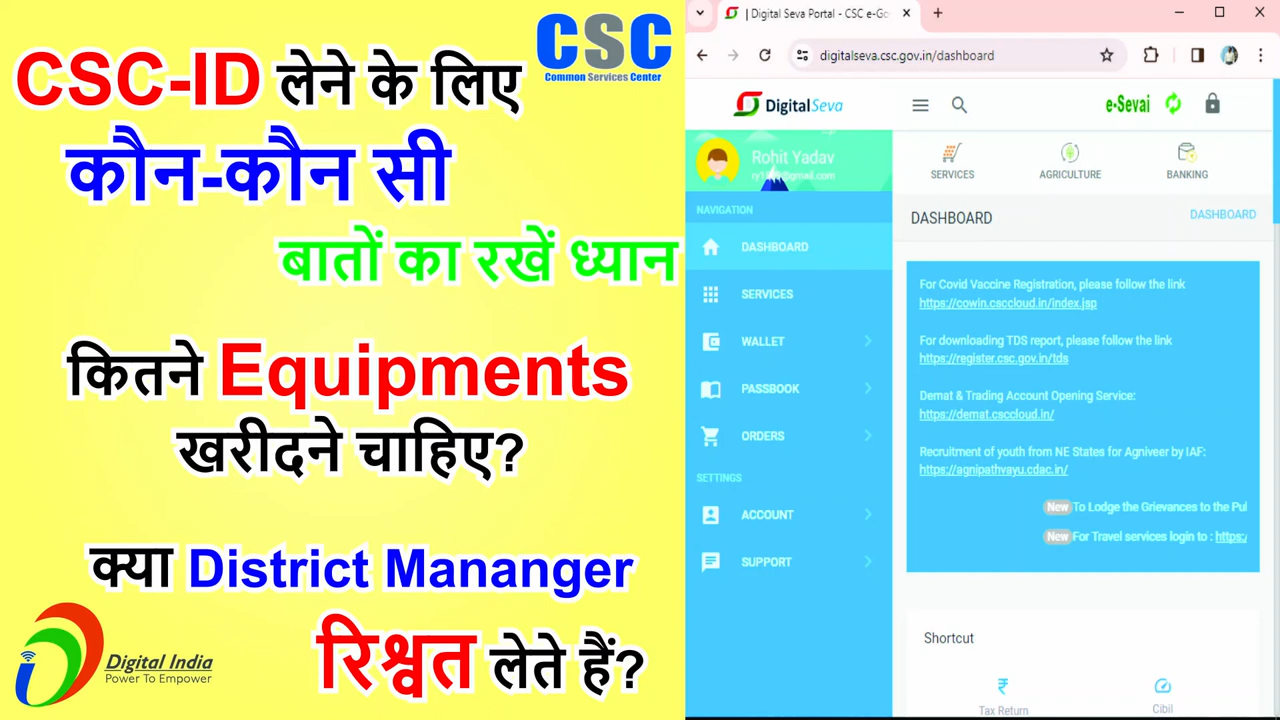 CSC-ID लेने के लिए
कौन-कौन सी
बातों का रखें ध्यान
कितने Equipments
खरीदने चाहिए?
क्या District Mananger
रिश्वत लेते हैं?
CSC
Common Services Center
Digital India
Power To Empower
| Digital Seva Portal - CSC e-Go
digitalseva.csc.gov.in/dashboard
DigitalSeva
e-Sevai
Rohit Yadav
@gmail.com
SERVICES
AGRICULTURE
BANKING
NAVIGATION
DASHBOARD
SERVICES
WALLET
PASSBOOK
ORDERS
SETTINGS
ACCOUNT
SUPPORT
DASHBOARD
DASHBOARD
For Covid Vaccine Registration, please follow the link
https://cowin.csccloud.in/index.jsp
For downloading TDS report, please follow the link
https://register.csc.gov.in/tds
Demat & Trading Account Opening Service:
https://demat.csccloud.in/
Recruitment of youth from NE States for Agniveer by IAF:
https://agnipathvayu.cdac.in/
New To Lodge the Grievances to the Pul
New For Travel services login to : https:/
Shortcut
Tax Return
Cibil